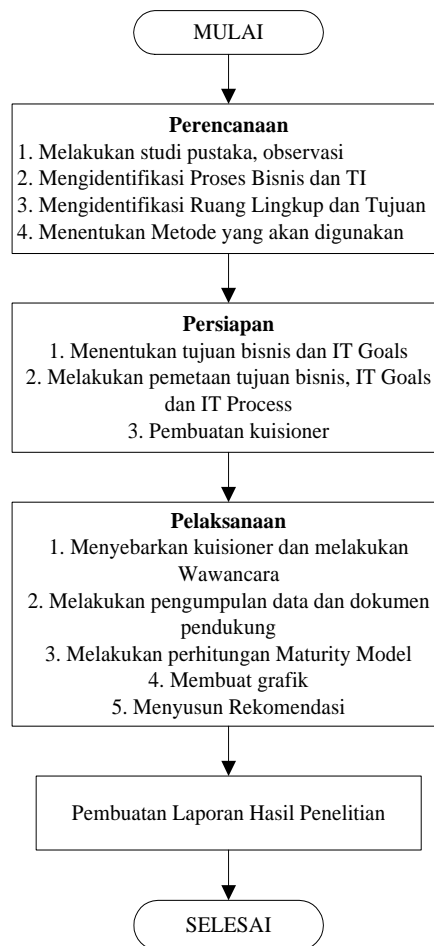 MULAI
Perencanaan
1. Melakukan studi pustaka, observasi
2. Mengidentifikasi Proses Bisnis dan TI
3. Mengidentifikasi Ruang Lingkup dan Tujuan
4. Menentukan Metode yang akan digunakan
Persiapan
1. Menentukan tujuan bisnis dan IT Goals
2. Melakukan pemetaan tujuan bisnis, IT Goals
dan IT Process
3. Pembuatan kuisioner
Pelaksanaan
1. Menyebarkan kuisioner dan melakukan
Wawancara
2. Melakukan pengumpulan data dan dokumen
pendukung
3. Melakukan perhitungan Maturity Model
4. Membuat grafik
5. Menyusun Rekomendasi
Pembuatan Laporan Hasil Penelitian
SELESAI